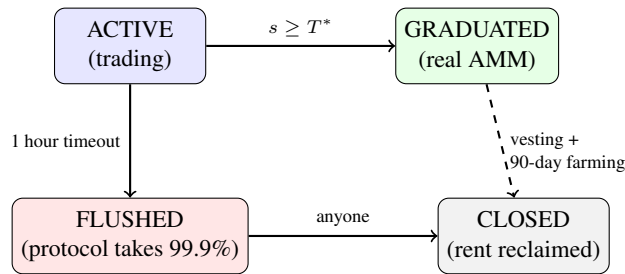 ACTIVE
(trading)
s ≥ T*
GRADUATED
(real AMM)
1 hour timeout
vesting +
90-day farming
FLUSHED
(protocol takes 99.9%)
anyone
CLOSED
(rent reclaimed)